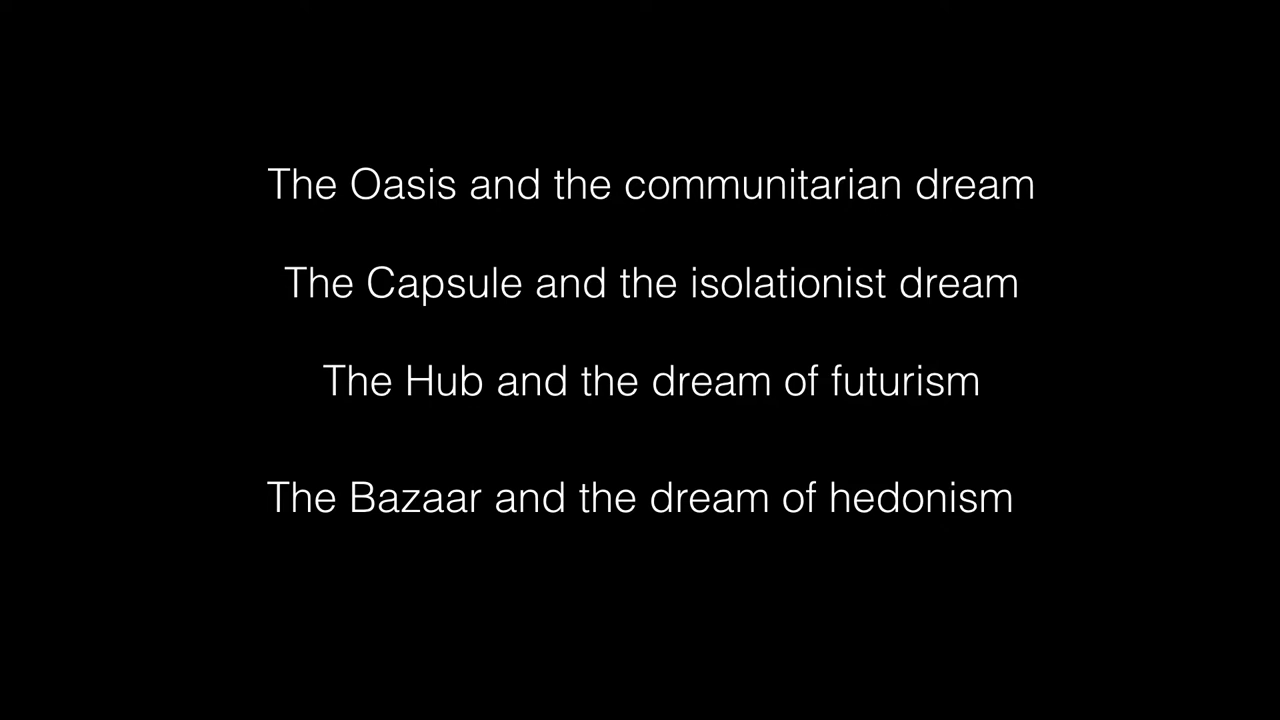 The Oasis and the communitarian dream
The Capsule and the isolationist dream
The Hub and the dream of futurism
The Bazaar and the dream of hedonism